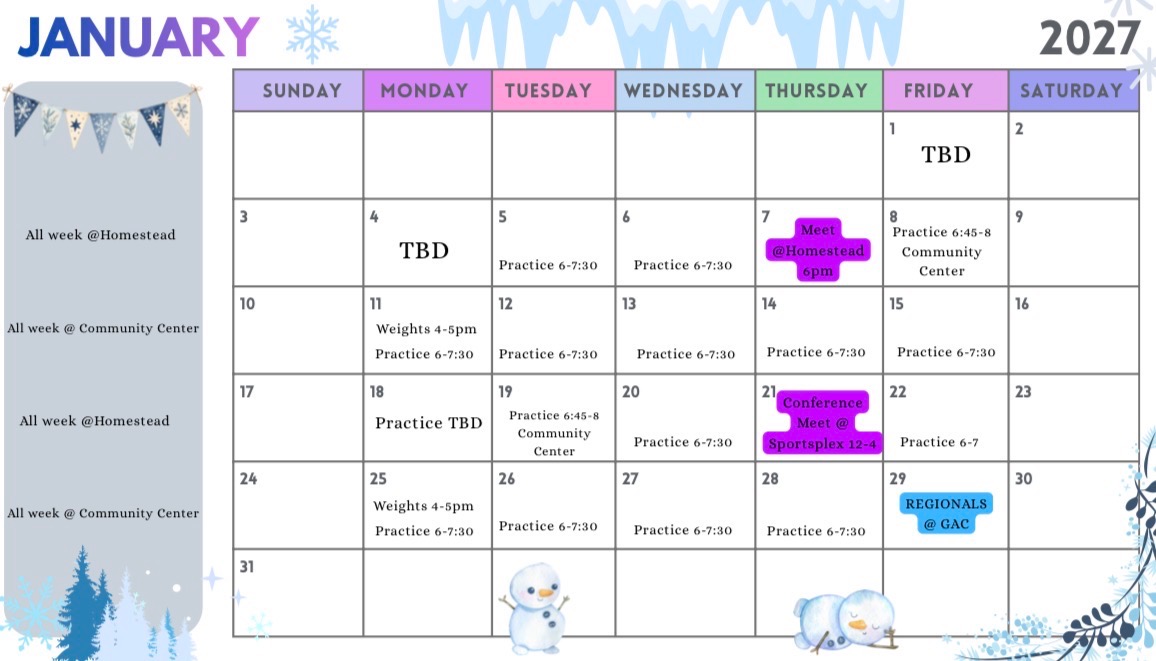 JANUARY
2027
SUNDAY MONDAY TUESDAY WEDNESDAY THURSDAY FRIDAY SATURDAY
1 2
TBD
All week @Homestead
3 4 5 6 7 8 9
TBD
Practice 6-7:30
Practice 6-7:30
Meet
@Homestead
6pm
Practice 6:45-8
Community
Center
All week @ Community Center
10 11 12 13 14 15 16
Weights 4-5pm
Practice 6-7:30
Practice 6-7:30
Practice 6-7:30
Practice 6-7:30
Practice 6-7:30
All week @Homestead
17 18 19 20 21 22 23
Practice TBD
Practice 6:45-8
Community
Center
Practice 6-7:30
Conference
Meet @
Sportsplex 12-4
Practice 6-7
All week @ Community Center
24 25 26 27 28 29 30
Weights 4-5pm
Practice 6-7:30
Practice 6-7:30
Practice 6-7:30
Practice 6-7:30
REGIONALS
@ GAC
31